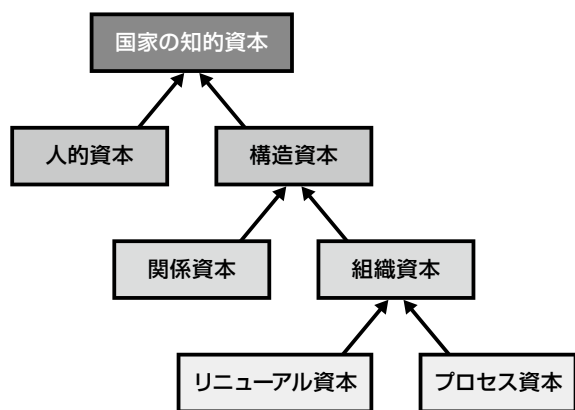 国家の知的資本
人的資本
構造資本
関係資本
組織資本
リニューアル資本
プロセス資本